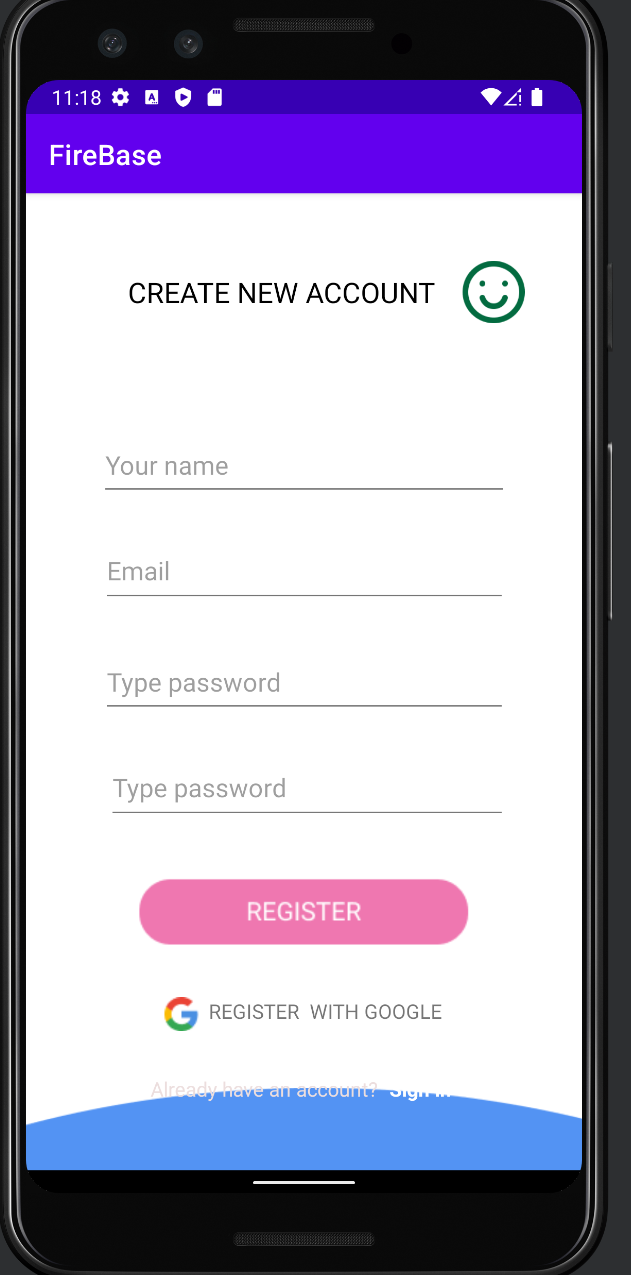 11:18
FireBase
CREATE NEW ACCOUNT
Your name
Email
Type password
Type password
REGISTER
REGISTER  WITH GOOGLE
Already have an account?  Sign in